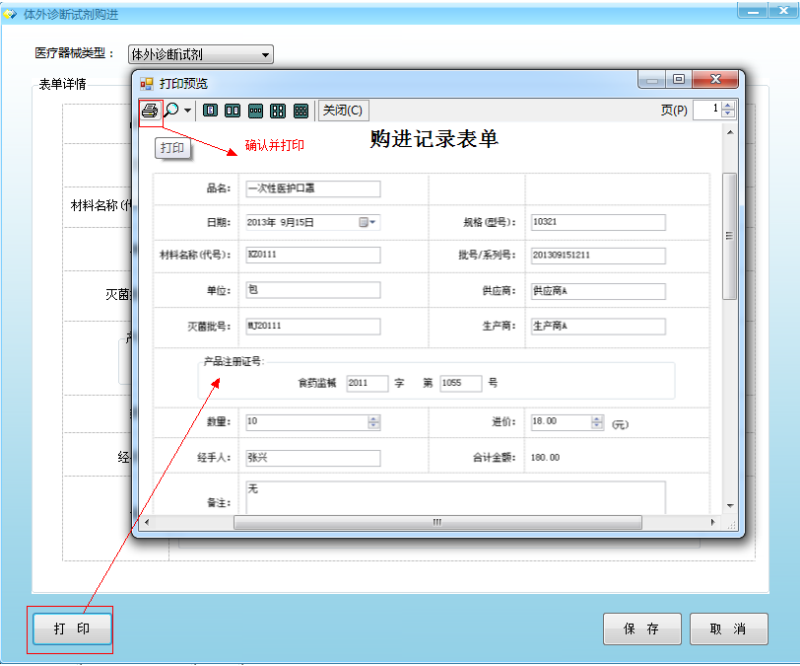 体外诊断试剂购进
医疗器械类型： 体外诊断试剂
表单详情
打印预览
关闭(C) 页(P) 1
打印 确认并打印 购进记录表单
品名: 一次性医护口罩
日期: 2013年 9月15日 规格(型号): 10321
材料名称(代号): KZ0111 批号/系列号: 201309151211
单位: 包 供应商: 供应商A
灭菌批号: MJ20111 生产商: 生产商A
产品注册证号:
食药监械 2011 字 第 1055 号
数量: 10 进价: 18.00 (元)
经手人: 张兴 合计金额: 180.00
备注: 无
材料名称(
灭菌
经
打 印 保 存 取 消